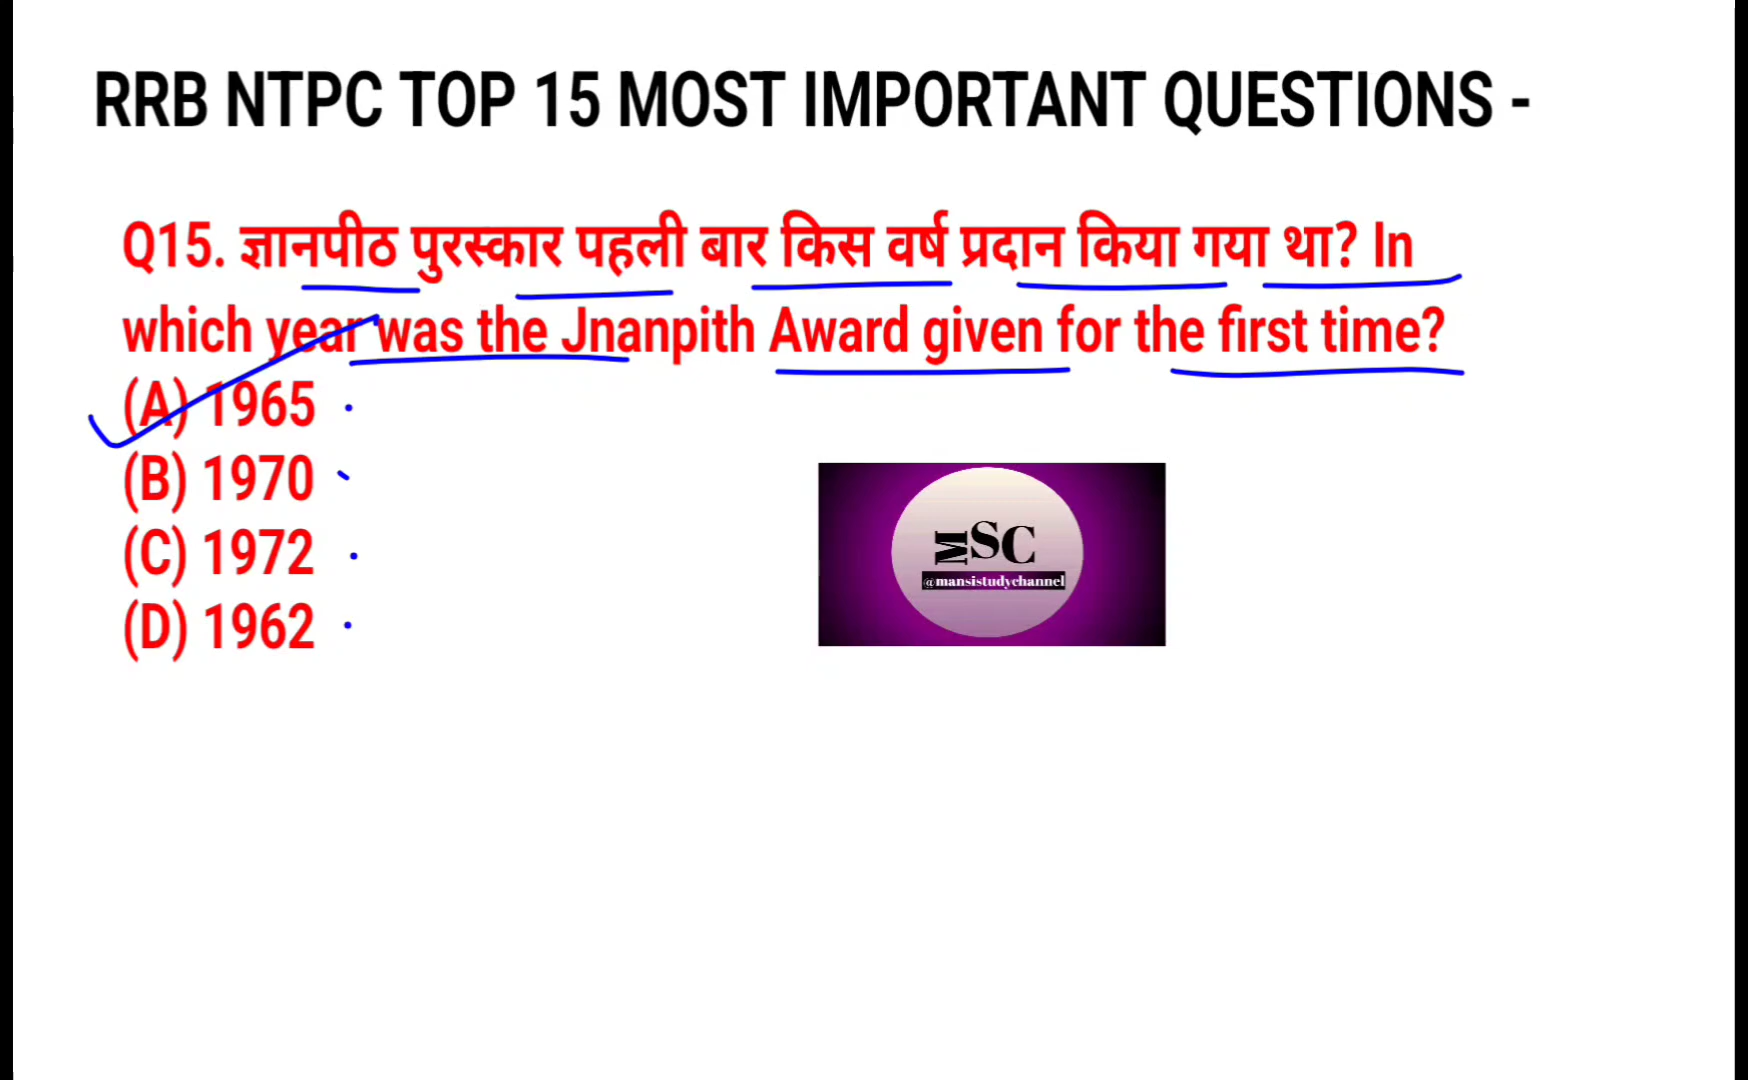 RRB NTPC TOP 15 MOST IMPORTANT QUESTIONS -
Q15. ज्ञानपीठ पुरस्कार पहली बार किस वर्ष प्रदान किया गया था? In
which year was the Jnanpith Award given for the first time?
(A) 1965
(B) 1970
(C) 1972
(D) 1962
MSC
@mansistudychannel